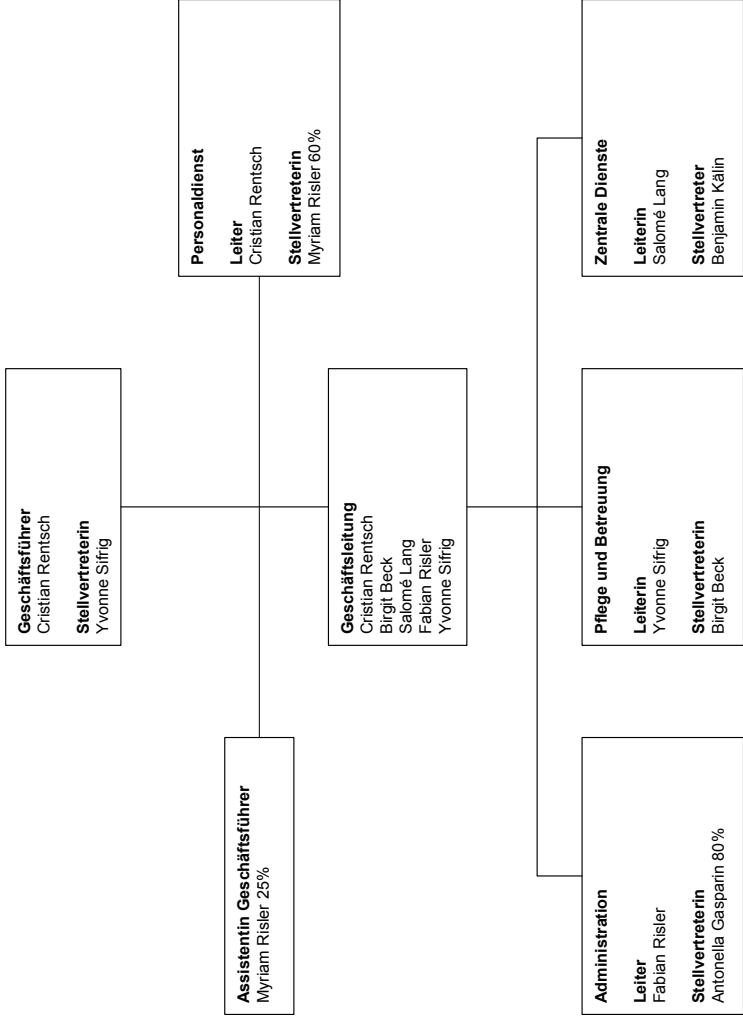 Geschäftsführer
Cristian Rentsch
Stellvertreterin
Yvonne Sifrig
Assistentin Geschäftsführer
Myriam Risler 25%
Personaldienst
Leiter
Cristian Rentsch
Stellvertreterin
Myriam Risler 60%
Geschäftsleitung
Cristian Rentsch
Birgit Beck
Salomé Lang
Fabian Risler
Yvonne Sifrig
Administration
Leiter
Fabian Risler
Stellvertreterin
Antonella Gasparin 80%
Pflege und Betreuung
Leiterin
Yvonne Sifrig
Stellvertreterin
Birgit Beck
Zentrale Dienste
Leiterin
Salomé Lang
Stellvertreter
Benjamin Kälin